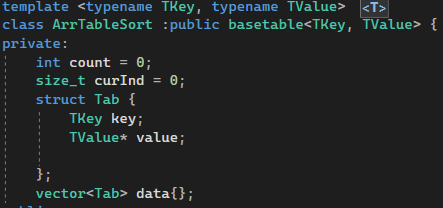 template <typename TKey, typename TValue> <T>
class ArrTableSort :public basetable<TKey, TValue> {
private:
    int count = 0;
    size_t curInd = 0;
    struct Tab {
        TKey key;
        TValue* value;

    };
    vector<Tab> data{};